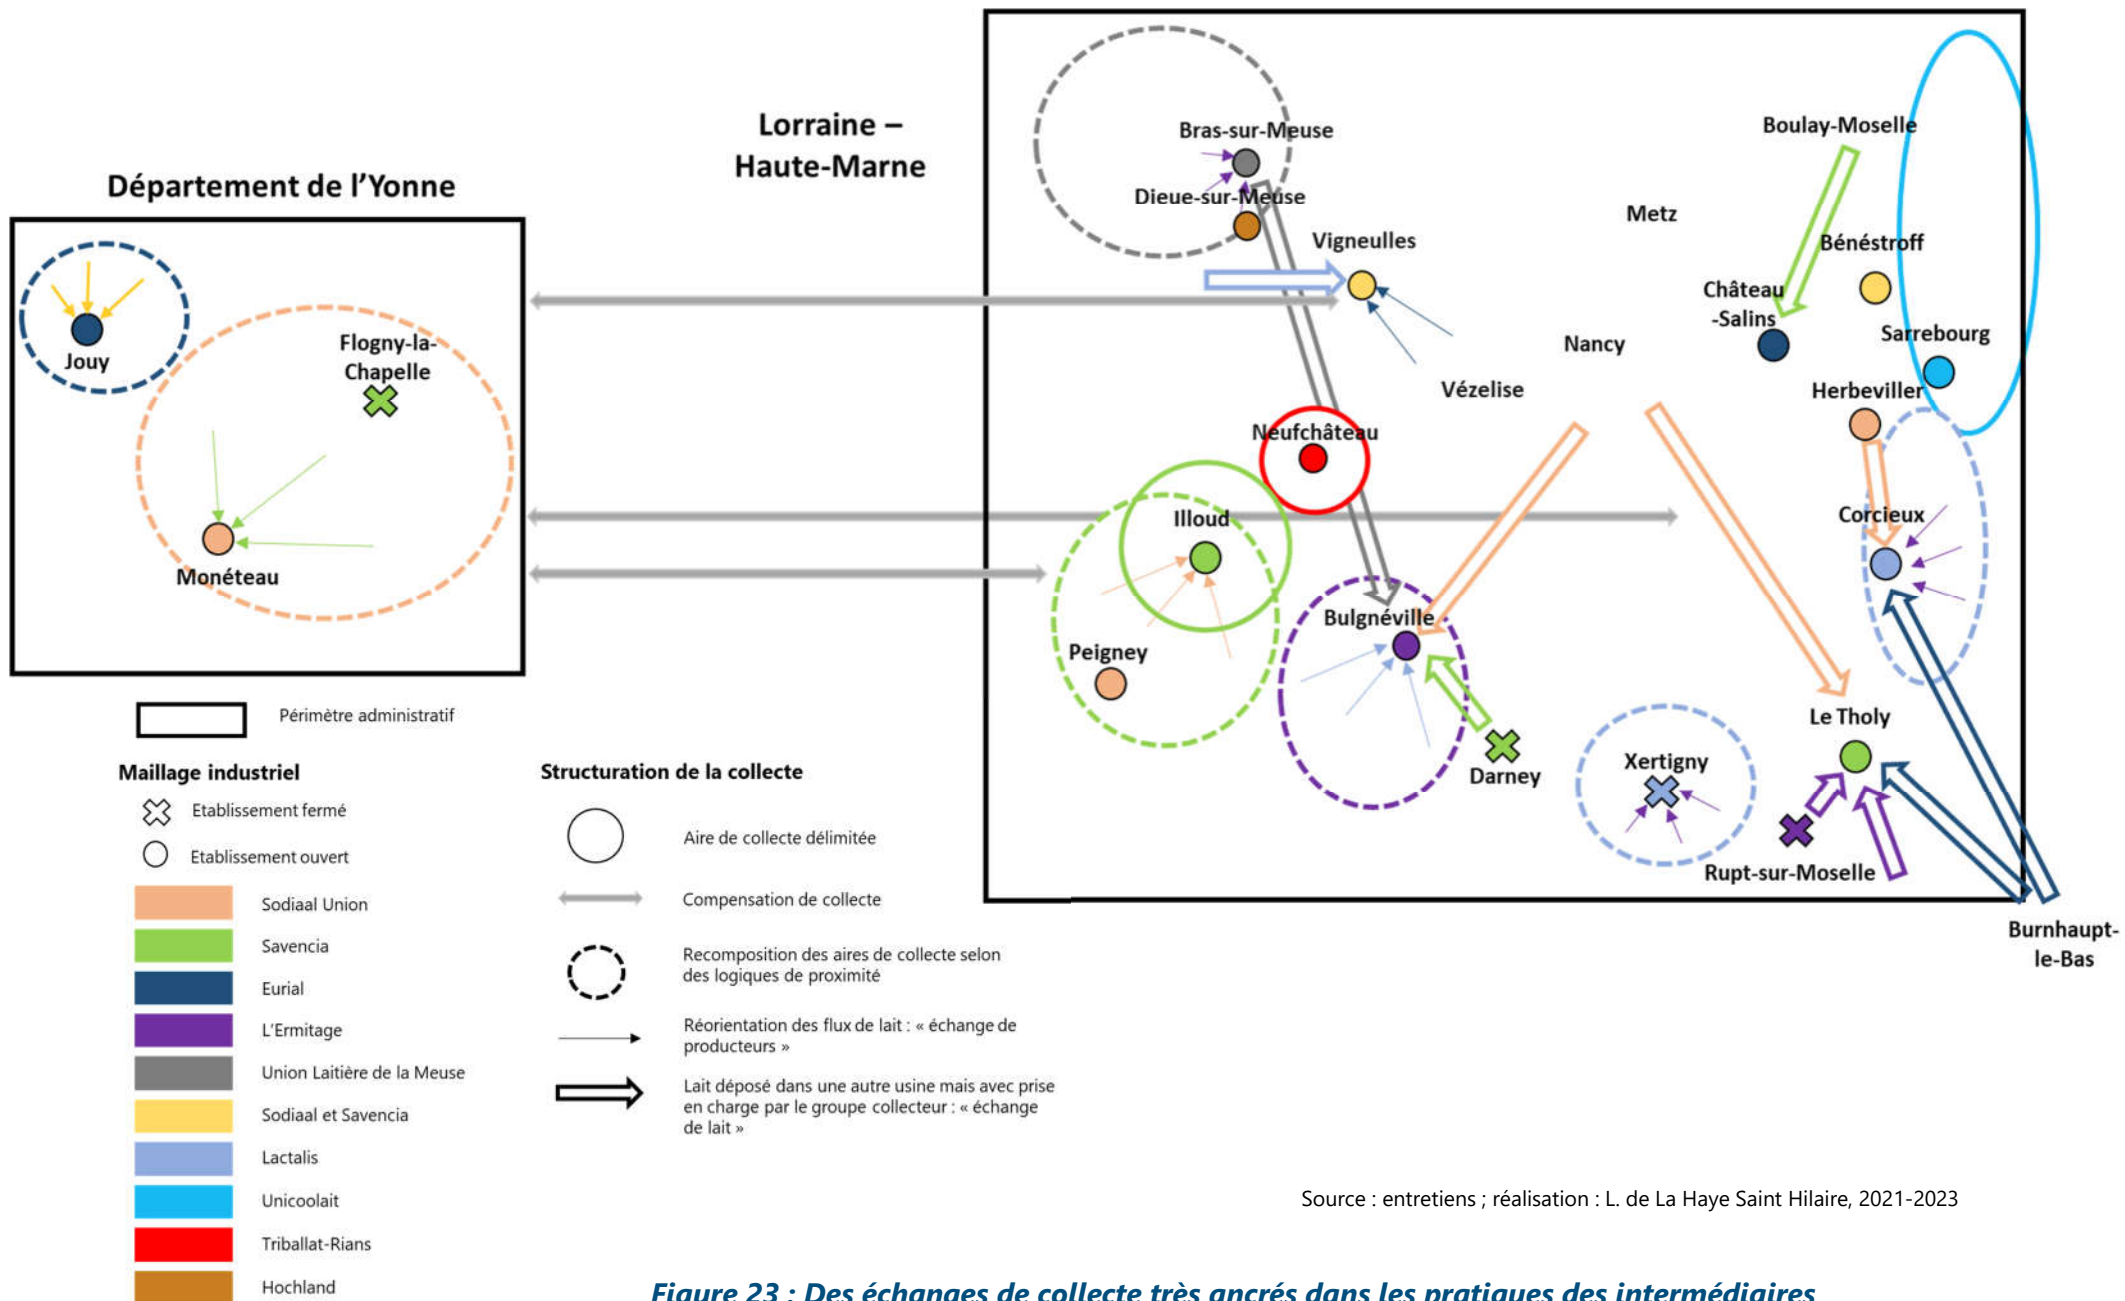 Département de l'Yonne
Jouy
Flogny-la-
Chapelle
Monéteau
Lorraine –
Haute-Marne
Bras-sur-Meuse
Dieue-sur-Meuse
Vigneulles
Boulay-Moselle
Metz
Bénéstroff
Château
-Salins
Sarrebourg
Nancy
Vézelise
Herbeviller
Neufchâteau
Illoud
Corcieux
Bulgnéville
Peigney
Le Tholy
Darney
Xertigny
Rupt-sur-Moselle
Burnhaupt-
le-Bas
Périmètre administratif
Maillage industriel
Etablissement fermé
Etablissement ouvert
Sodiaal Union
Savencia
Eurial
L'Ermitage
Union Laitière de la Meuse
Sodiaal et Savencia
Lactalis
Unicoolait
Triballat-Rians
Hochland
Structuration de la collecte
Aire de collecte délimitée
Compensation de collecte
Recomposition des aires de collecte selon
des logiques de proximité
Réorientation des flux de lait : « échange de
producteurs »
Lait déposé dans une autre usine mais avec prise
en charge par le groupe collecteur : « échange
de lait »
Source : entretiens ; réalisation : L. de La Haye Saint Hilaire, 2021-2023
Figure 23 : Des échanges de collecte très ancrés dans les pratiques des intermédiaires